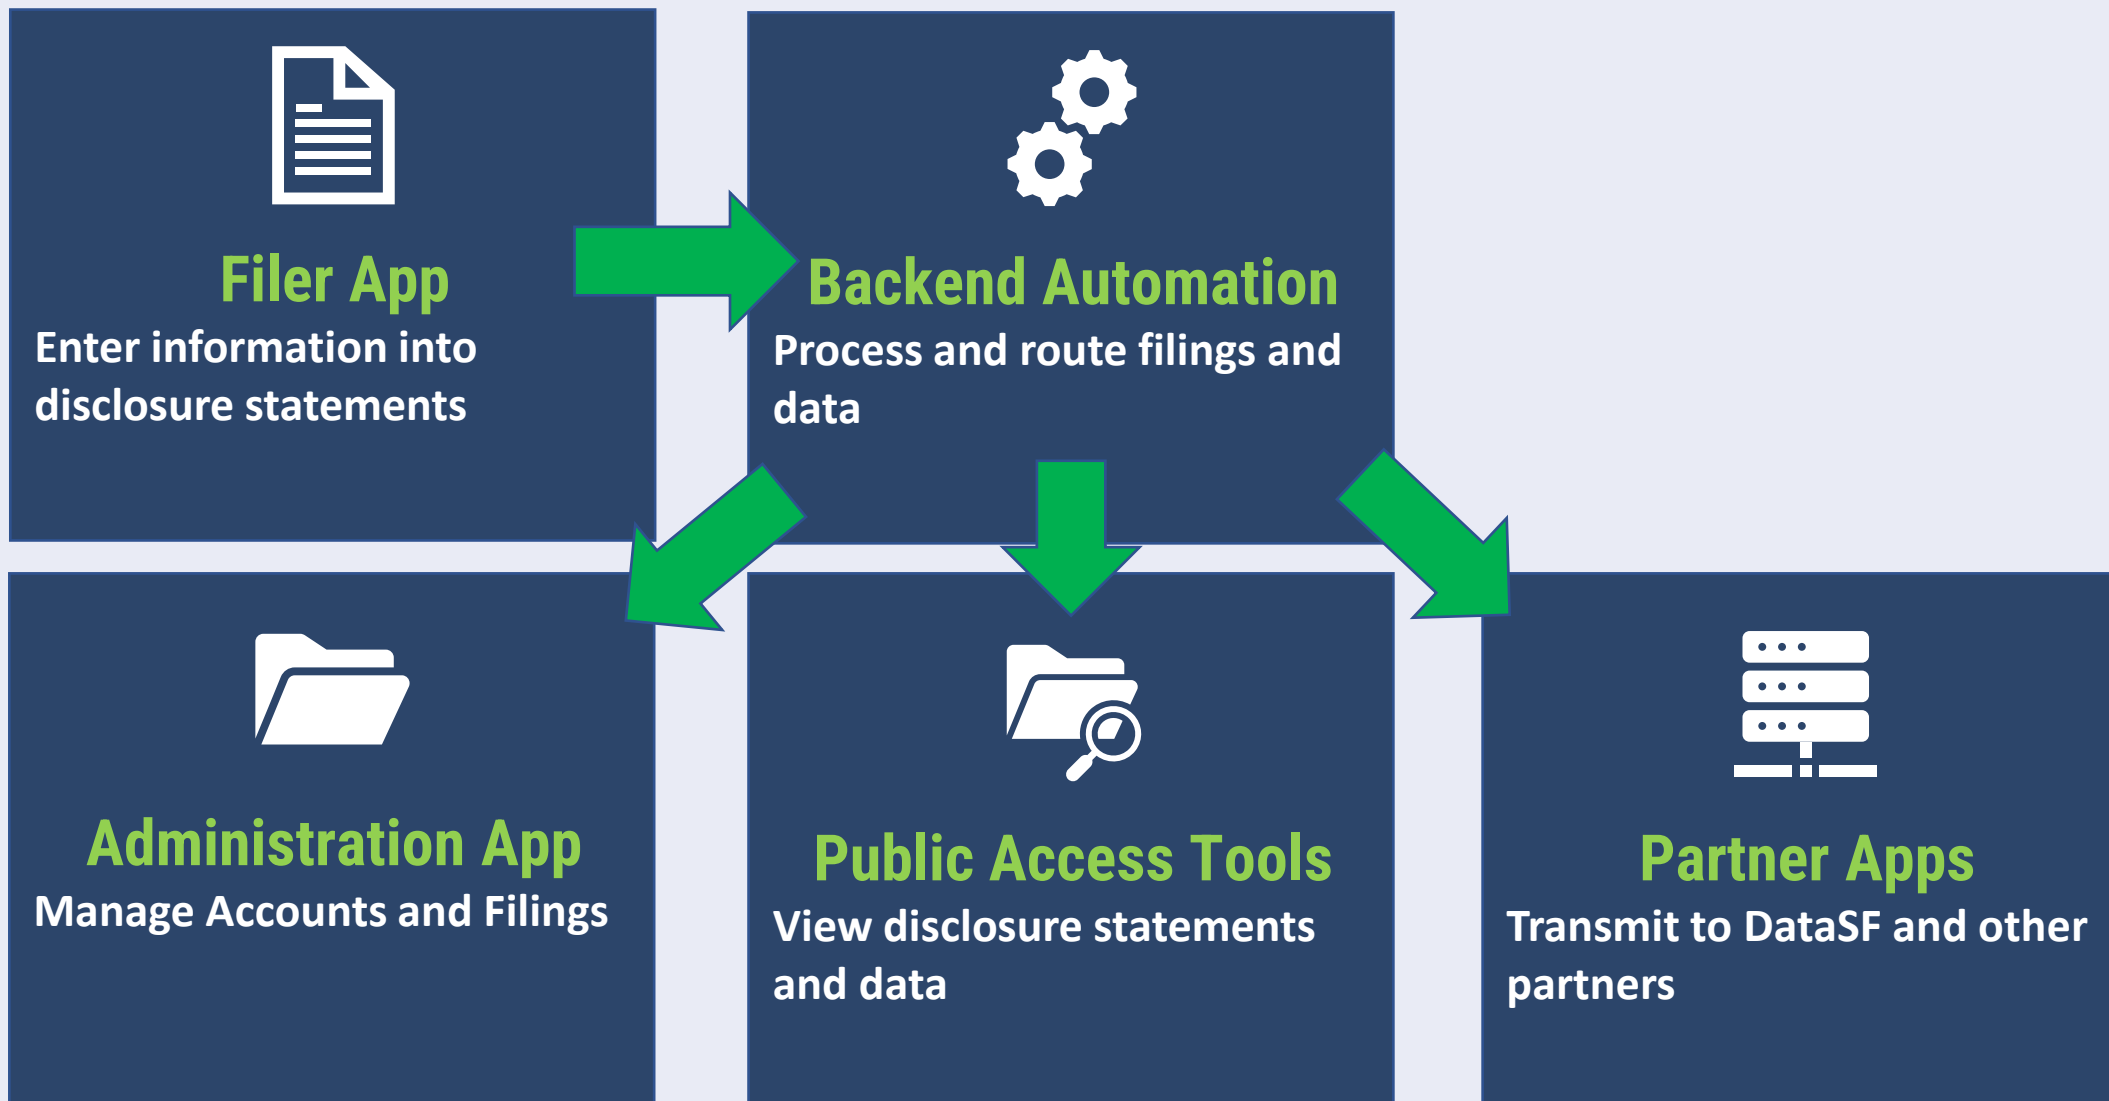 Filer App
Enter information into
disclosure statements
Backend Automation
Process and route filings and
data
Administration App
Manage Accounts and Filings
Public Access Tools
View disclosure statements
and data
Partner Apps
Transmit to DataSF and other
partners